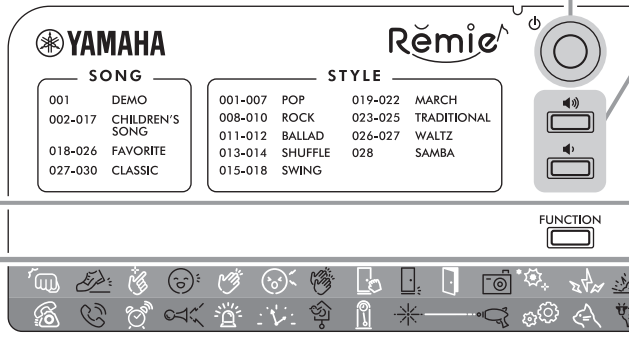 YAMAHA
Remie
SONG
001 DEMO
002-017 CHILDREN'S
SONG
018-026 FAVORITE
027-030 CLASSIC
STYLE
001-007 POP 019-022 MARCH
008-010 ROCK 023-025 TRADITIONAL
011-012 BALLAD 026-027 WALTZ
013-014 SHUFFLE 028 SAMBA
015-018 SWING
FUNCTION